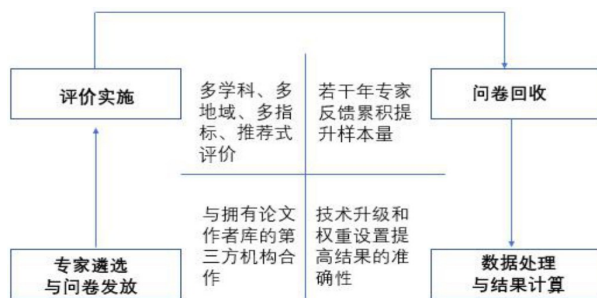 评价实施
多学科、多
地域、多指
标、推荐式
评价
若干年专家
反馈累积提
升样本量
问卷回收
专家遴选
与问卷发放
与拥有论文
作者库的第
三方机构合
作
技术升级和
权重设置提
高结果的准
确性
数据处理
与结果计算